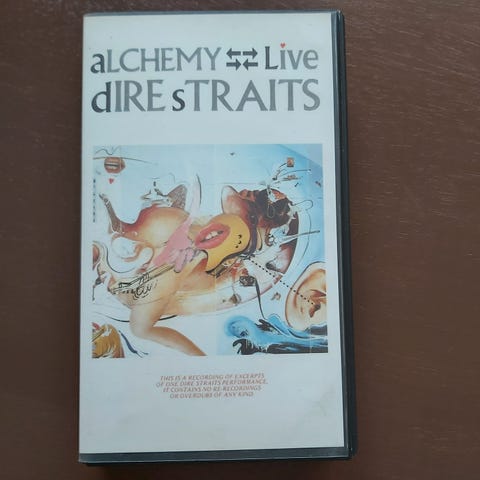 aLCHEMY Live
dIRE sTRAITS
THIS IS A RECORDING OF EXCERPTS
OF ONE DIRE STRAITS PERFORMANCE,
IT CONTAINS NO RE-RECORDINGS
OR OVERDUBS OF ANY KIND